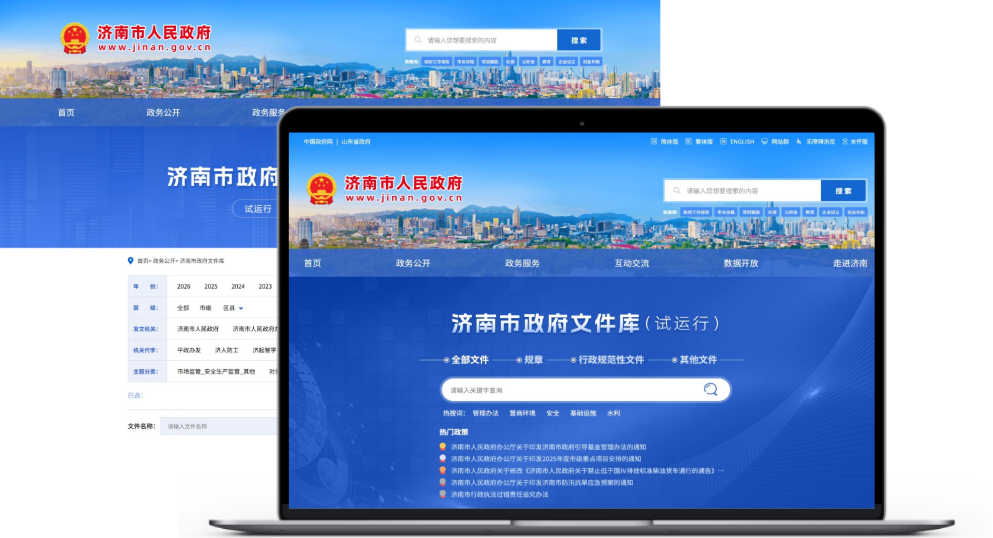 济南市人民政府
www.jinan.gov.cn
请输入您想要搜索的内容
搜索
首页 政务公开 政务服务
济南市政府
试运行
首页> 政务公开> 济南市政府文件库
年 份: 2026 2025 2024 2023
层 级: 全部 市级 区县
发文机关: 济南市人民政府 济南市人民政府办
机关代字: 平政办发 济人防工 济起管字
主题分类: 市场监管_安全生产监管_其他
已选:
文件名称: 请输入文件名称
中国政府网 | 山东省政府
简体版 繁体版 ENGLISH 网站群 无障碍浏览 关怀版
济南市人民政府
www.jinan.gov.cn
请输入您想要搜索的内容
搜索
首页 政务公开 政务服务 互动交流 数据开放 走进济南
济南市政府文件库(试运行)
全部文件 规章 行政规范性文件 其他文件
请输入关键字查询
热搜词: 管理办法 营商环境 安全 基础设施 水利
热门政策
济南市人民政府办公厅关于印发济南市政府引导基金管理办法的通知
济南市人民政府办公厅关于印发2025年度市级重点项目安排的通知
济南市人民政府关于修改《济南市人民政府关于禁止低于国Ⅳ排放标准柴油货车通行的通告》…
济南市人民政府办公厅关于印发济南市防汛抗旱应急预案的通知
济南市行政执法过错责任追究办法